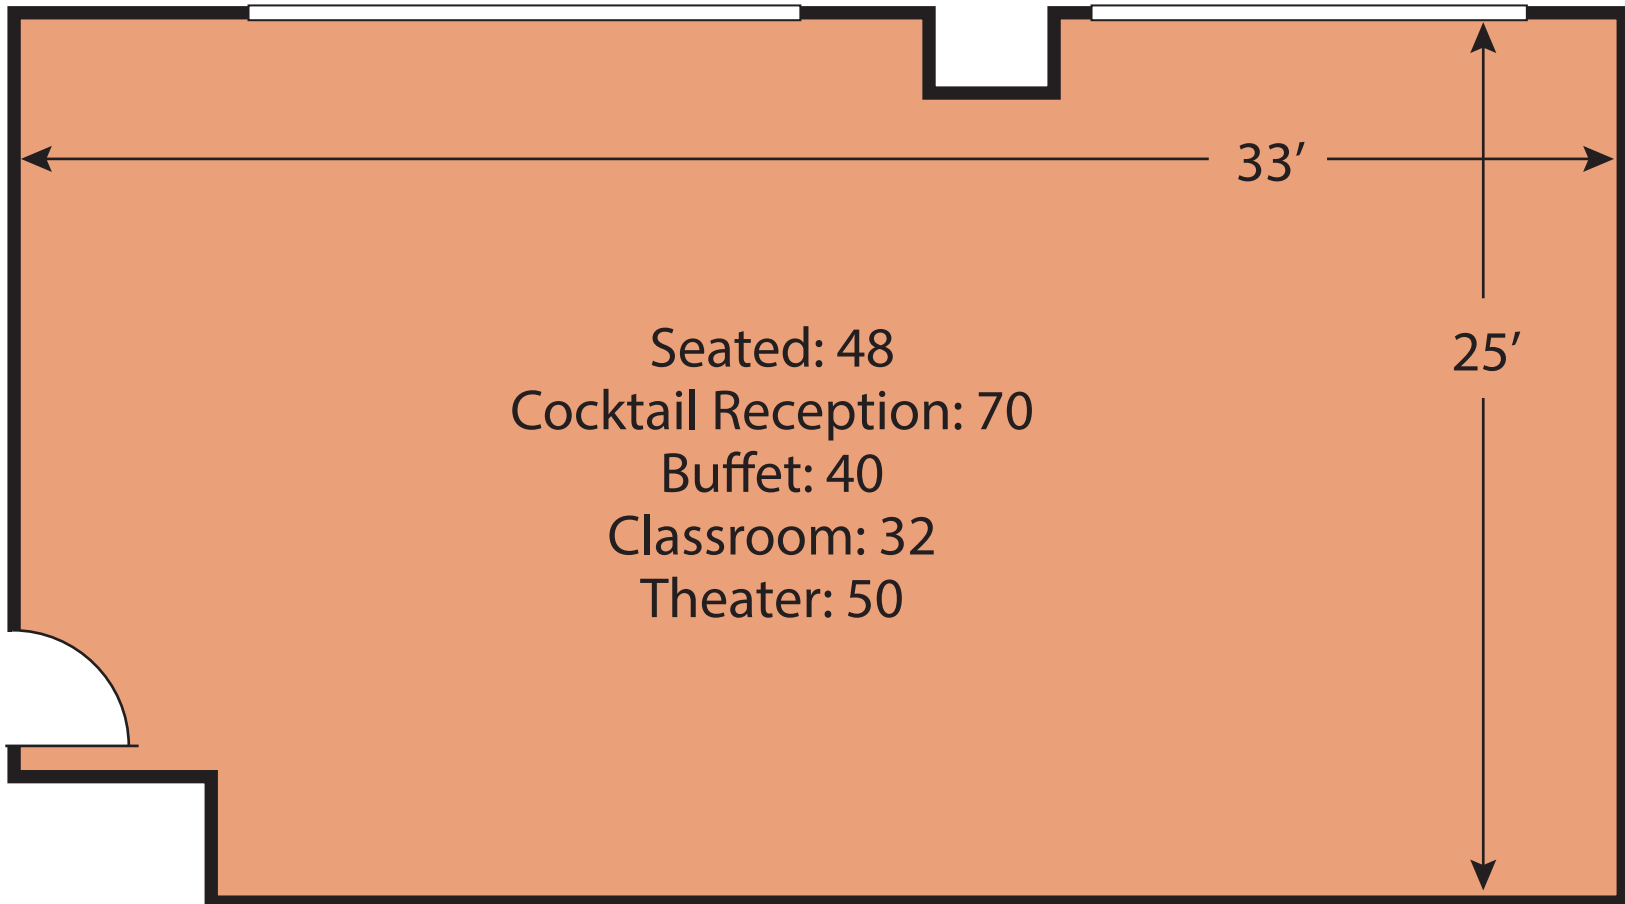 33′
25′
Seated: 48
Cocktail Reception: 70
Buffet: 40
Classroom: 32
Theater: 50